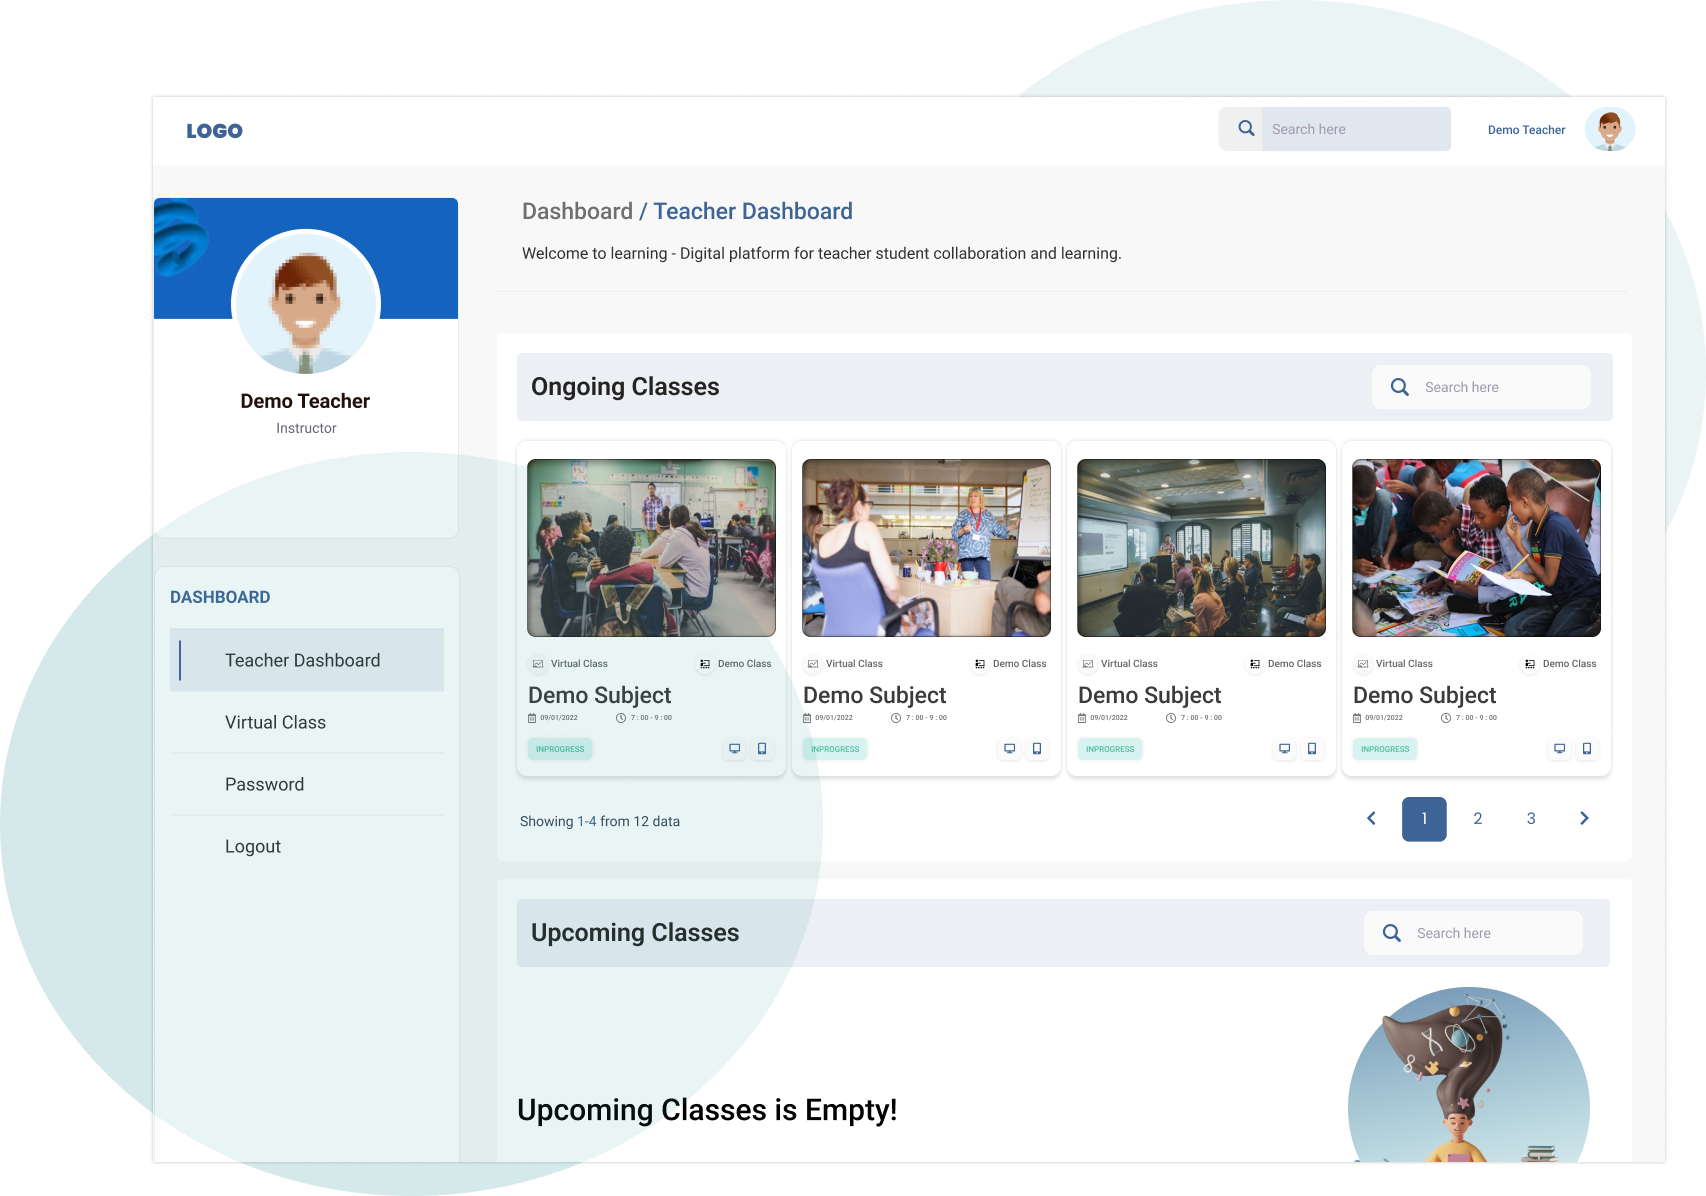 LOGO
Search here
Demo Teacher
Dashboard / Teacher Dashboard
Welcome to learning - Digital platform for teacher student collaboration and learning.
Demo Teacher
Instructor
DASHBOARD
Teacher Dashboard
Virtual Class
Password
Logout
Ongoing Classes
Search here
Virtual Class Demo Class
Demo Subject
09/01/2022 7 : 00 - 9 : 00
INPROGRESS
Virtual Class Demo Class
Demo Subject
09/01/2022 7 : 00 - 9 : 00
INPROGRESS
Virtual Class Demo Class
Demo Subject
09/01/2022 7 : 00 - 9 : 00
INPROGRESS
Virtual Class Demo Class
Demo Subject
09/01/2022 7 : 00 - 9 : 00
INPROGRESS
Showing 1-4 from 12 data
1 2 3
Upcoming Classes
Search here
Upcoming Classes is Empty!